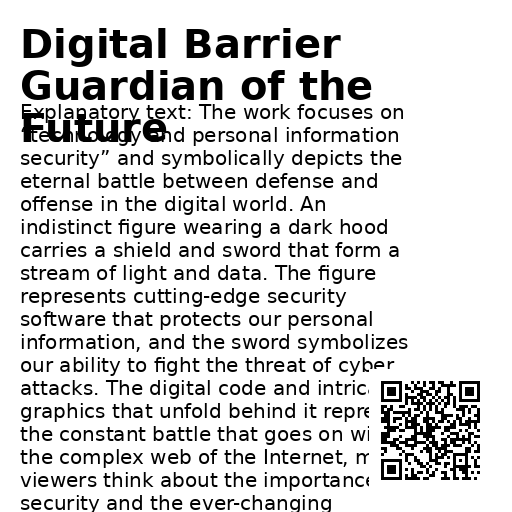 Digital Barrier
Guardian of the
Future
Explanatory text: The work focuses on
“technology and personal information
security” and symbolically depicts the
eternal battle between defense and
offense in the digital world. An
indistinct figure wearing a dark hood
carries a shield and sword that form a
stream of light and data. The figure
represents cutting-edge security
software that protects our personal
information, and the sword symbolizes
our ability to fight the threat of cyber
attacks. The digital code and
graphics that unfold behind it
the constant battle that goes on
the complex web of the Internet,
viewers think about the importance
security and the ever-changing